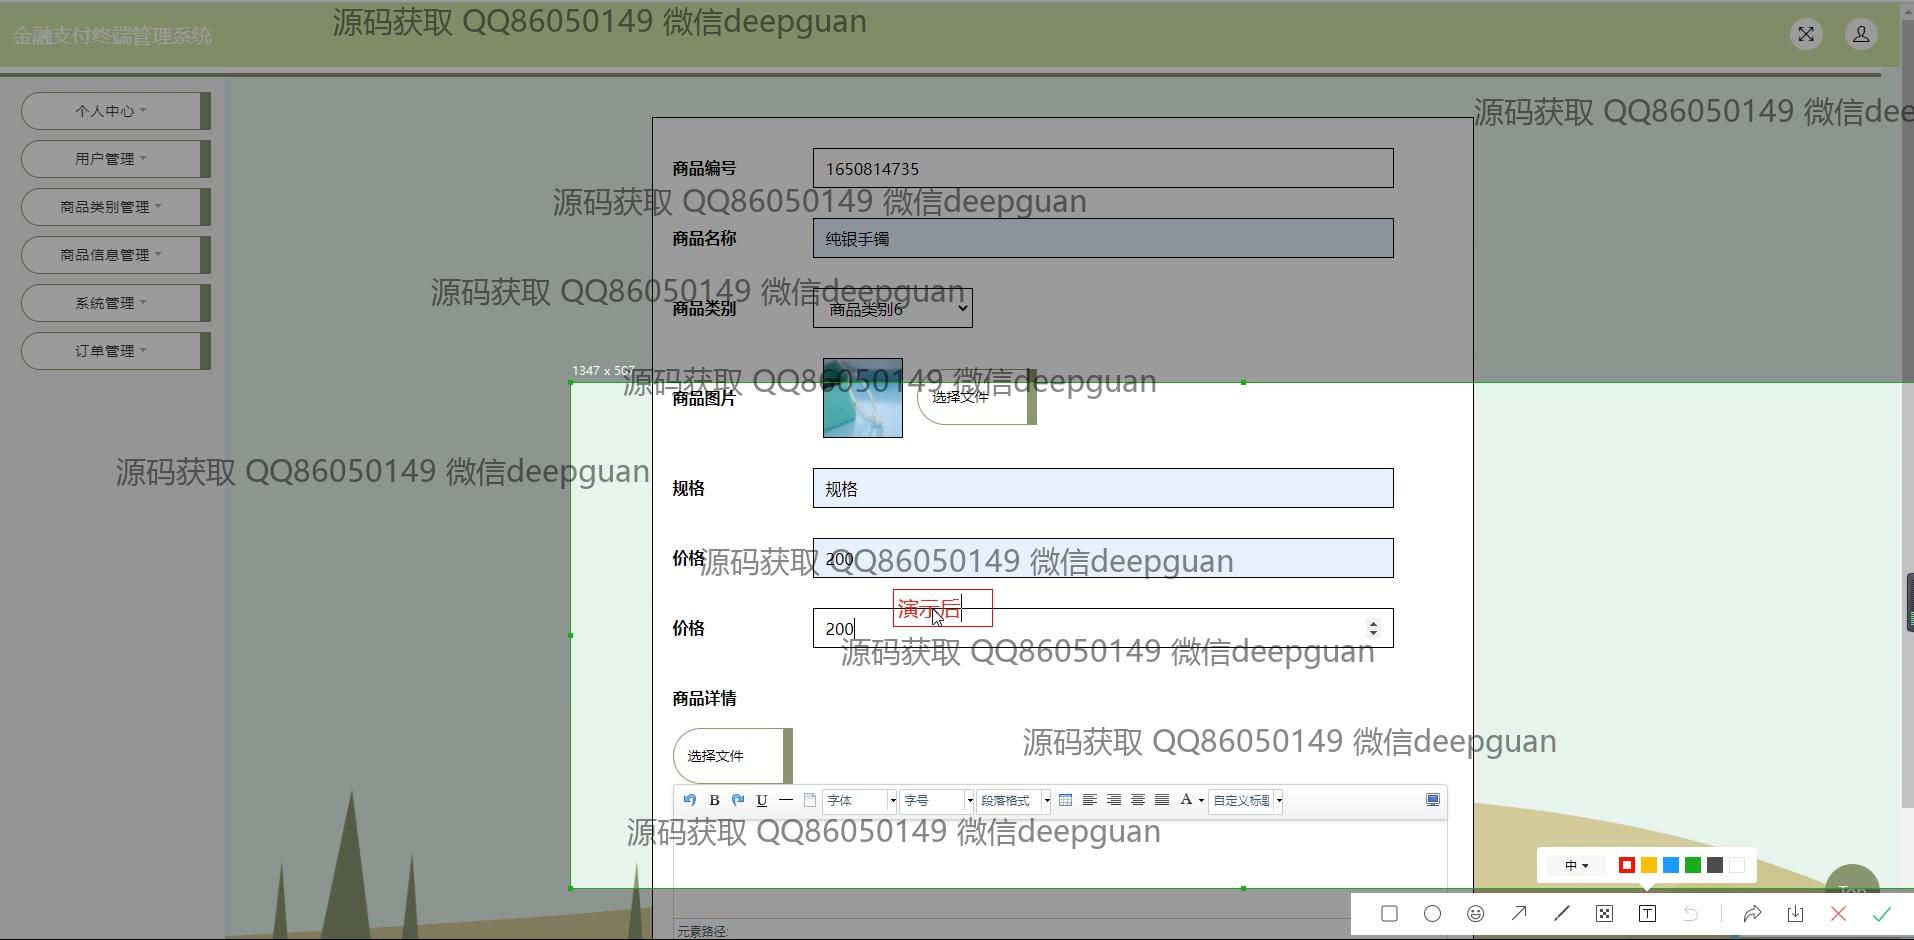 源码获取 QQ86050149 微信deepguan
金融支付终端管理系统
个人中心
用户管理
商品类别管理
商品信息管理
系统管理
订单管理
源码获取 QQ86050149 微信dee
商品编号
1650814735
源码获取 QQ86050149 微信deepguan
商品名称
纯银手镯
源码获取 QQ86050149 微信deepguan
商品类别
商品类别6
1347 x 507
源码获取 QQ86050149 微信deepguan
商品图片
选择文件
源码获取 QQ86050149 微信deepguan
规格
规格
价格
200
源码获取 QQ86050149 微信deepguan
演示后
价格
200
源码获取 QQ86050149 微信deepguan
商品详情
源码获取 QQ86050149 微信deepguan
选择文件
B U 字体 字号 段落格式 A 自定义标题
源码获取 QQ86050149 微信deepguan
中
Top
T
元素路径: